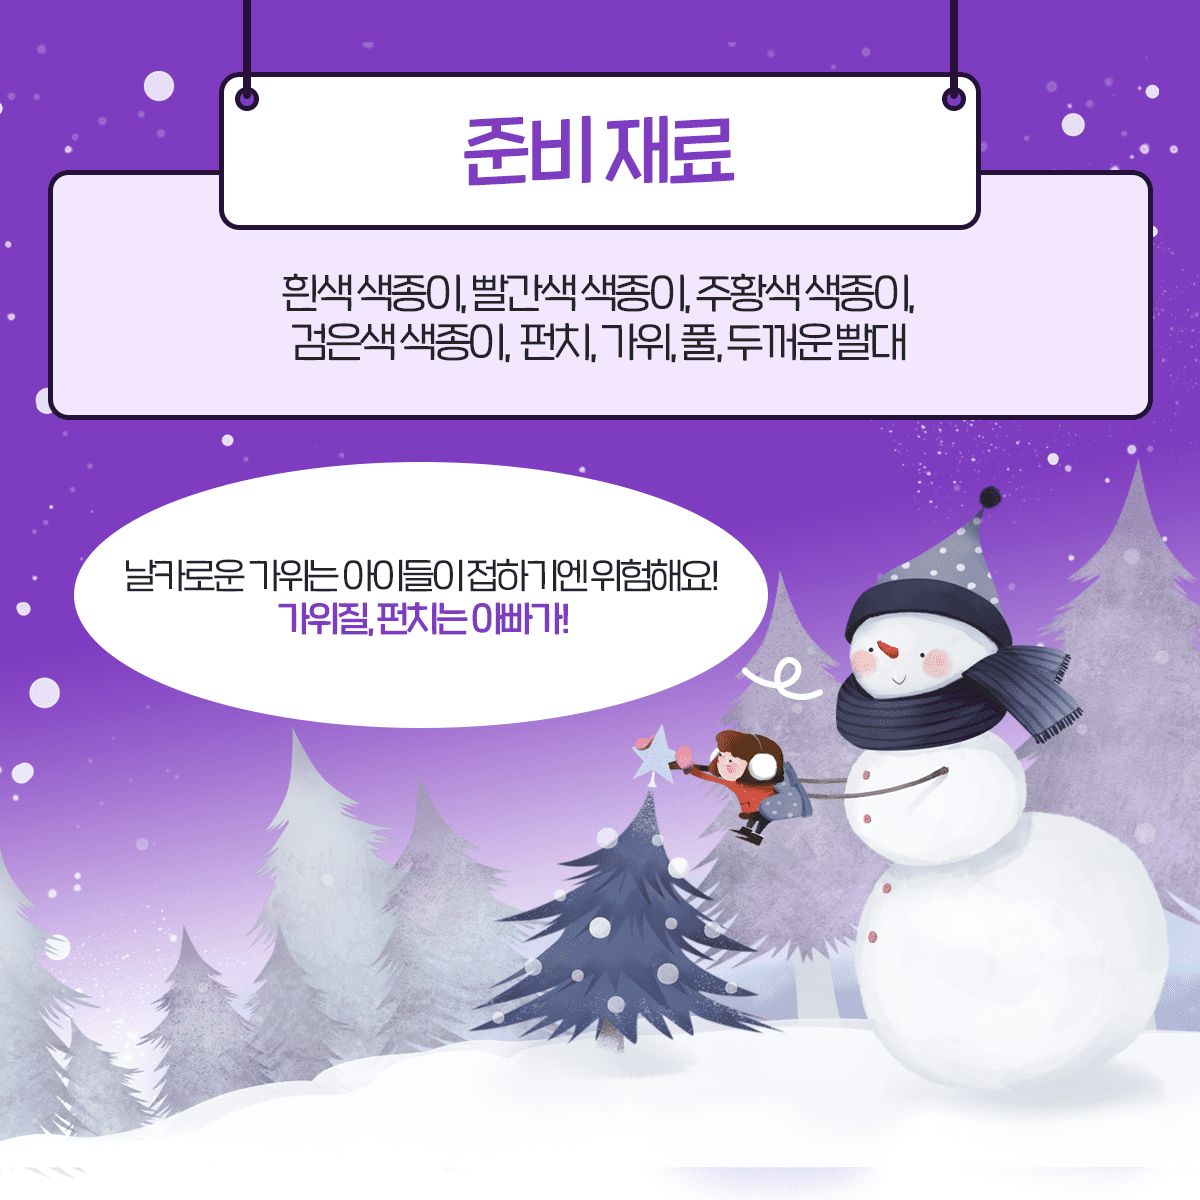 준비 재료
흰색 색종이, 빨간색 색종이, 주황색 색종이,
검은색 색종이, 펀치, 가위, 풀, 두꺼운 빨대
날카로운 가위는 아이들이 접하기엔 위험해요!
가위질, 펀치는 아빠가!